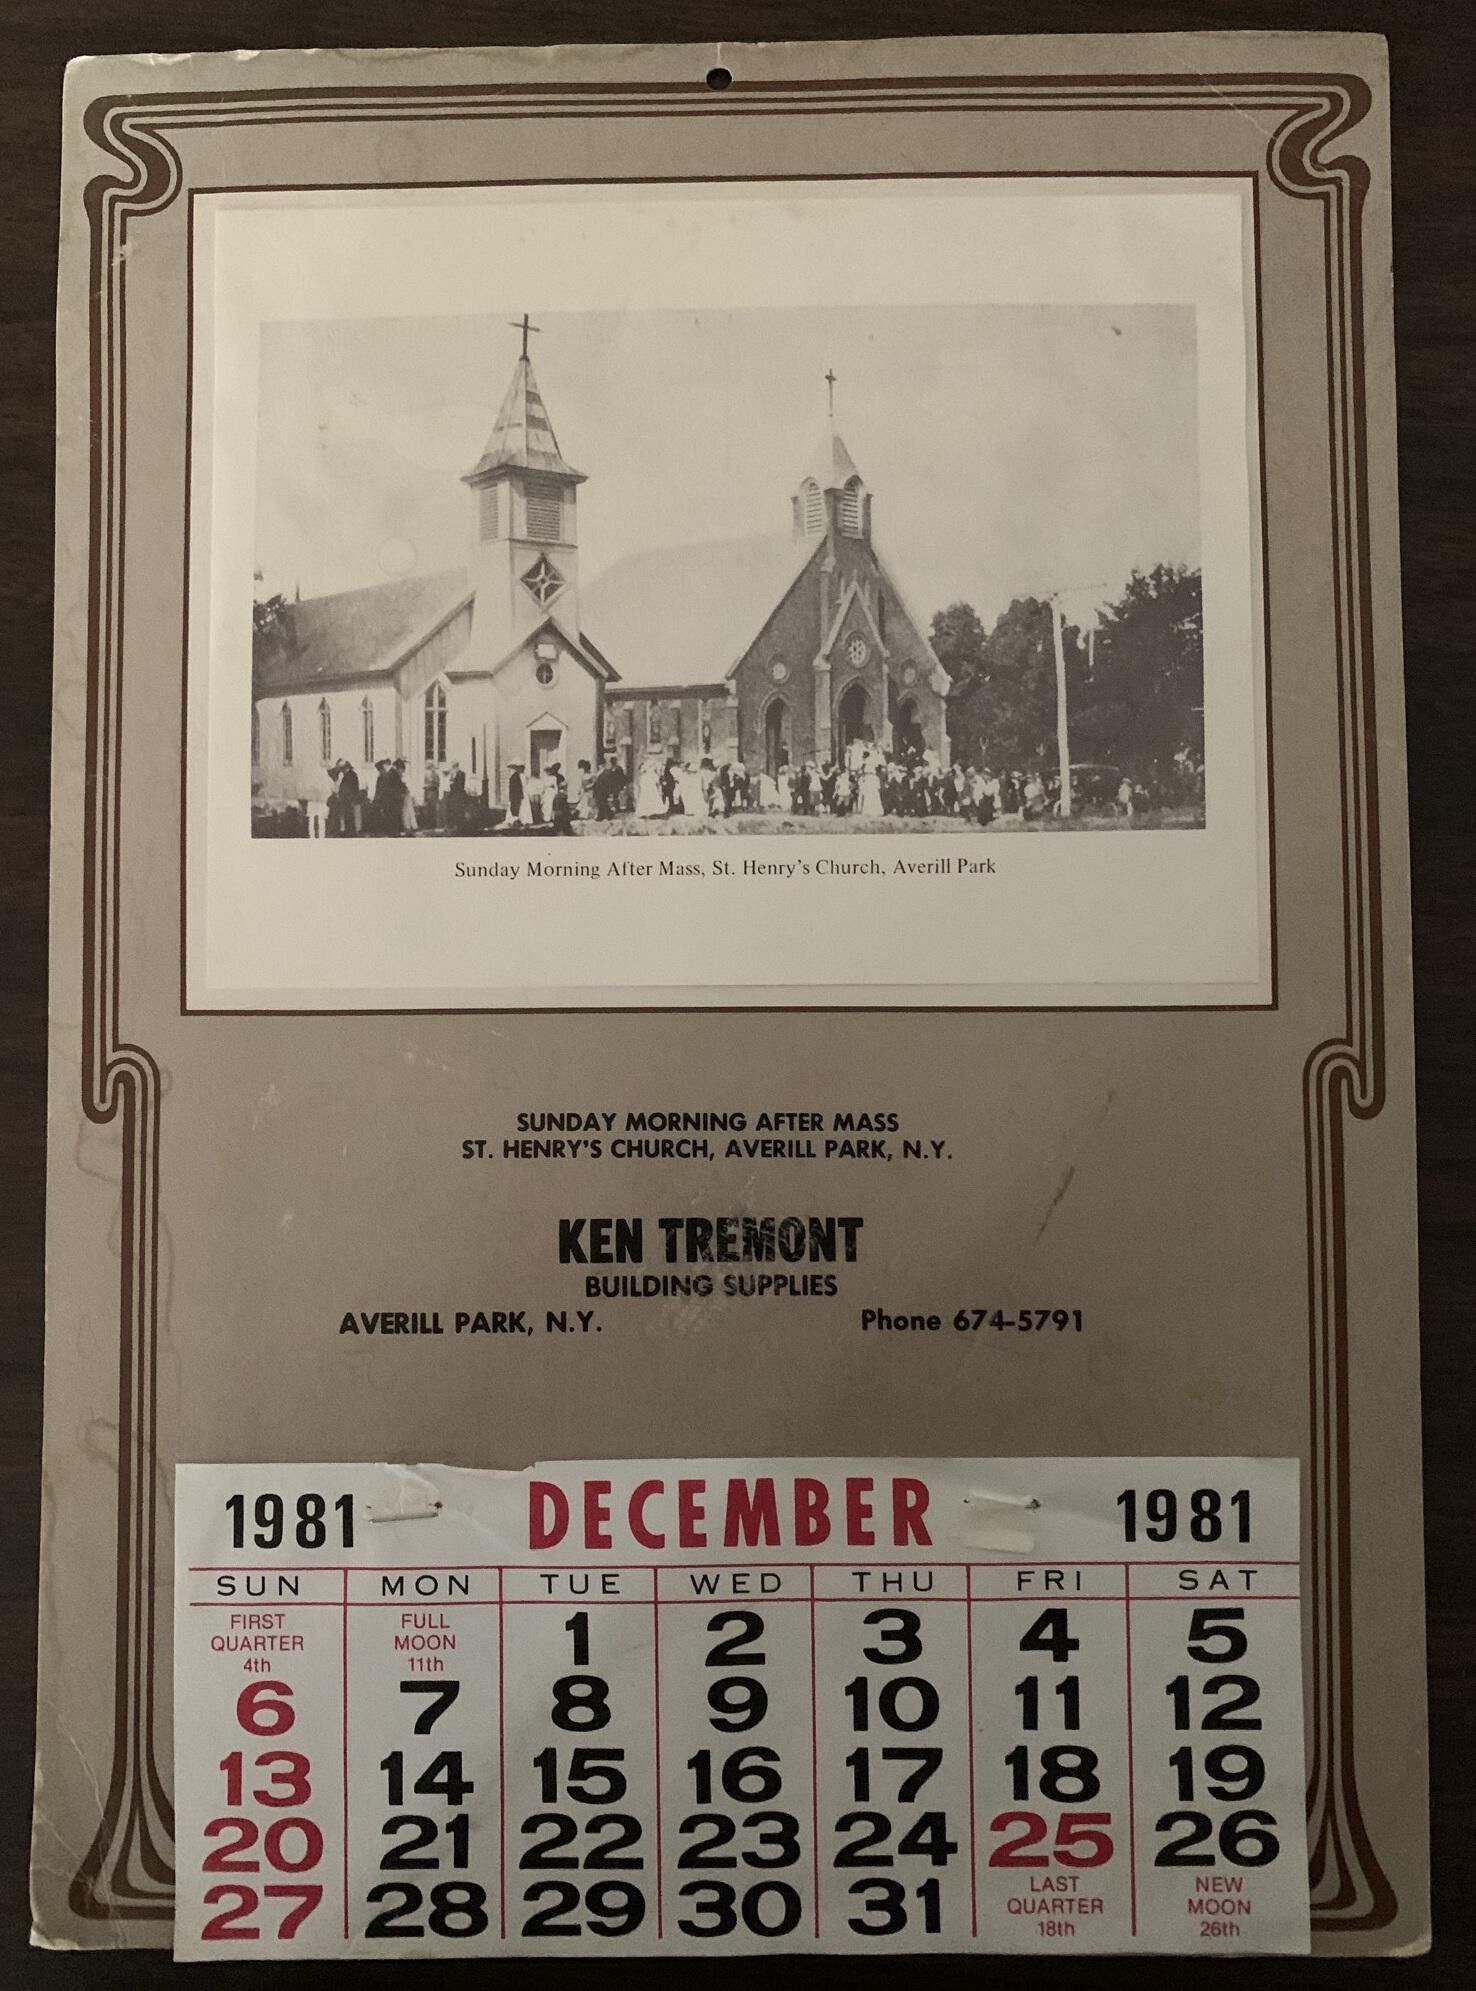 Sunday Morning After Mass, St. Henry's Church, Averill Park
SUNDAY MORNING AFTER MASS
ST. HENRY'S CHURCH, AVERILL PARK, N.Y.
KEN TREMONT
BUILDING SUPPLIES
AVERILL PARK, N.Y. Phone 674-5791
1981 DECEMBER 1981
SUN MON TUE WED THU FRI SAT
FIRST QUARTER 4th FULL MOON 11th 1 2 3 4 5
6 7 8 9 10 11 12
13 14 15 16 17 18 19
20 21 22 23 24 25 26
27 28 29 30 31 LAST QUARTER 18th NEW MOON 26th